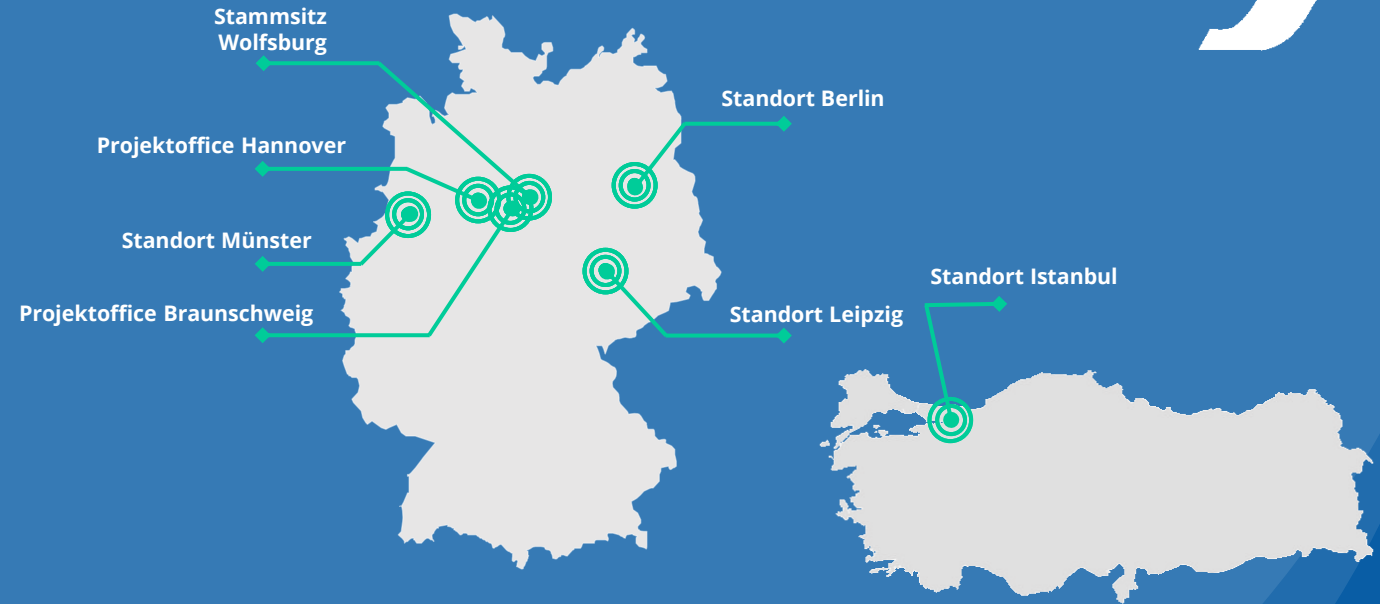 Stammsitz
Wolfsburg
Standort Berlin
Projektoffice Hannover
Standort Münster
Standort Istanbul
Projektoffice Braunschweig
Standort Leipzig